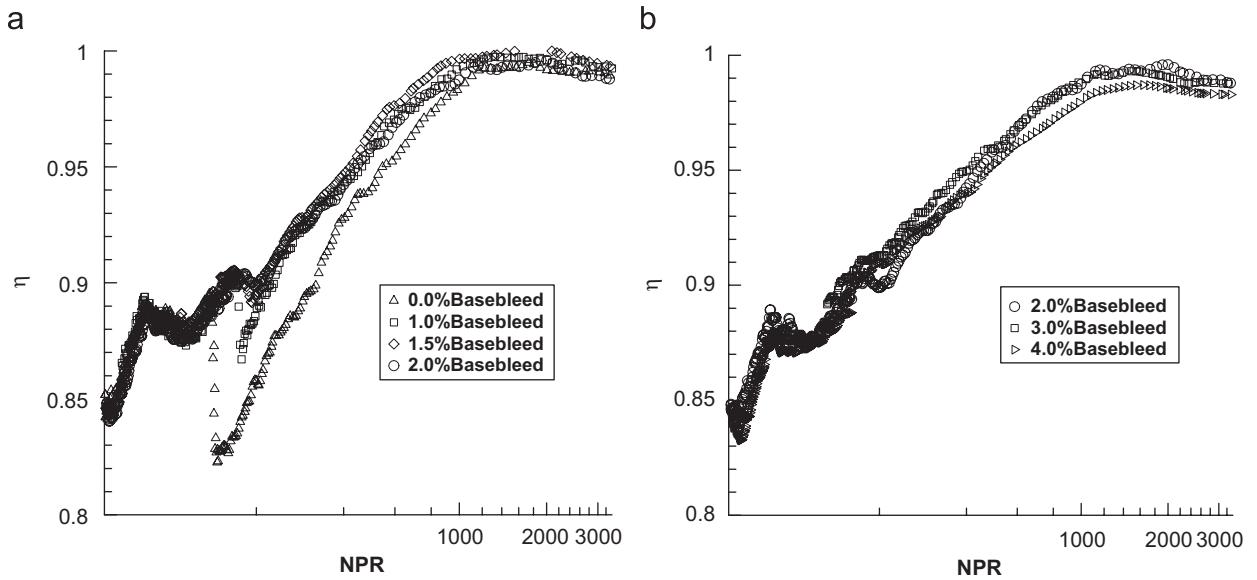 a
1
0.95
0.9
0.85
0.8
η
0.0%Basebleed
1.0%Basebleed
1.5%Basebleed
2.0%Basebleed
1000
2000
3000
NPR
b
1
0.95
0.9
0.85
0.8
η
2.0%Basebleed
3.0%Basebleed
4.0%Basebleed
1000
2000
3000
NPR